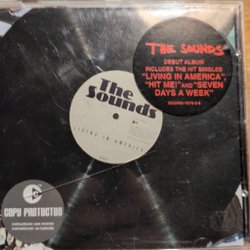 THE SOUNDS
DEBUT ALBUM
INCLUDES THE HIT SINGLES
"LIVING IN AMERICA"
"HIT ME!" AND "SEVEN
DAYS A WEEK"
The
Sounds
LIVING IN AMERICA
COPY PROTECTED